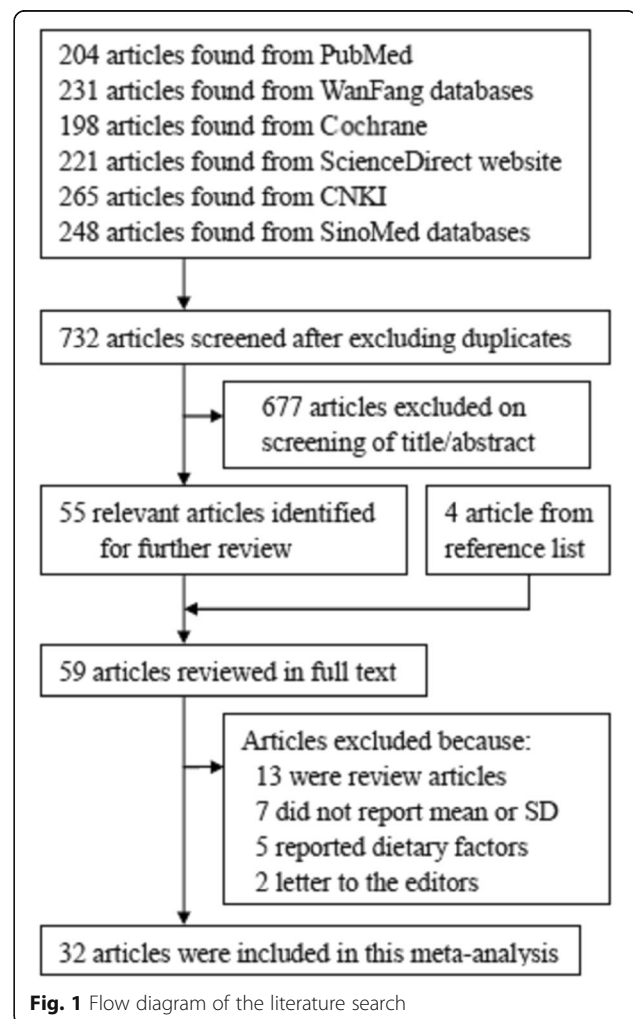 204 articles found from PubMed
231 articles found from WanFang databases
198 articles found from Cochrane
221 articles found from ScienceDirect website
265 articles found from CNKI
248 articles found from SinoMed databases
732 articles screened after excluding duplicates
677 articles excluded on
screening of title/abstract
55 relevant articles identified
for further review
4 article from
reference list
59 articles reviewed in full text
Articles excluded because:
13 were review articles
7 did not report mean or SD
5 reported dietary factors
2 letter to the editors
32 articles were included in this meta-analysis
Fig. 1 Flow diagram of the literature search